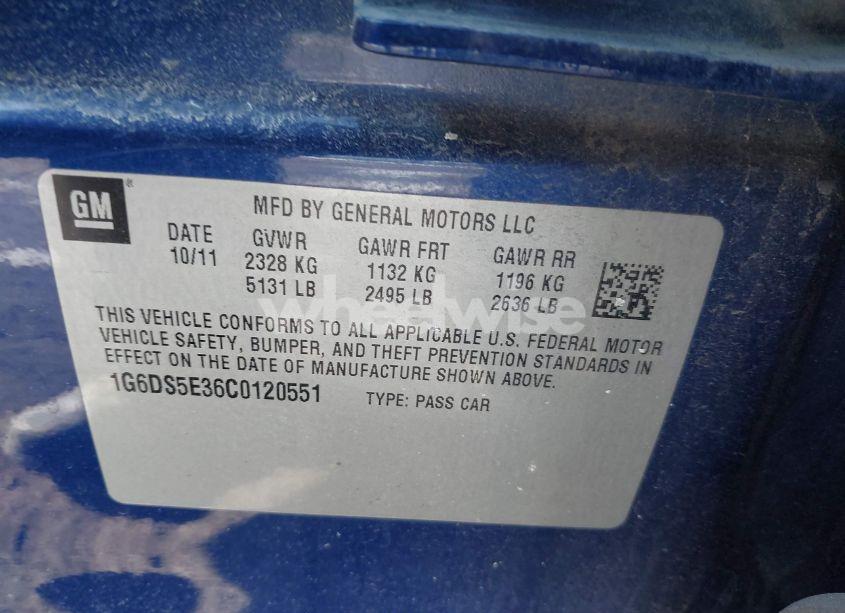 GM®
MFD BY GENERAL MOTORS LLC
DATE GVWR GAWR FRT GAWR RR
10/11 2328 KG 1132 KG 1196 KG
5131 LB 2495 LB 2636 LB
THIS VEHICLE CONFORMS TO ALL APPLICABLE U.S. FEDERAL MOTOR
VEHICLE SAFETY, BUMPER, AND THEFT PREVENTION STANDARDS IN
EFFECT ON THE DATE OF MANUFACTURE SHOWN ABOVE.
1G6DS5E36C0120551 TYPE: PASS CAR
wheelwise